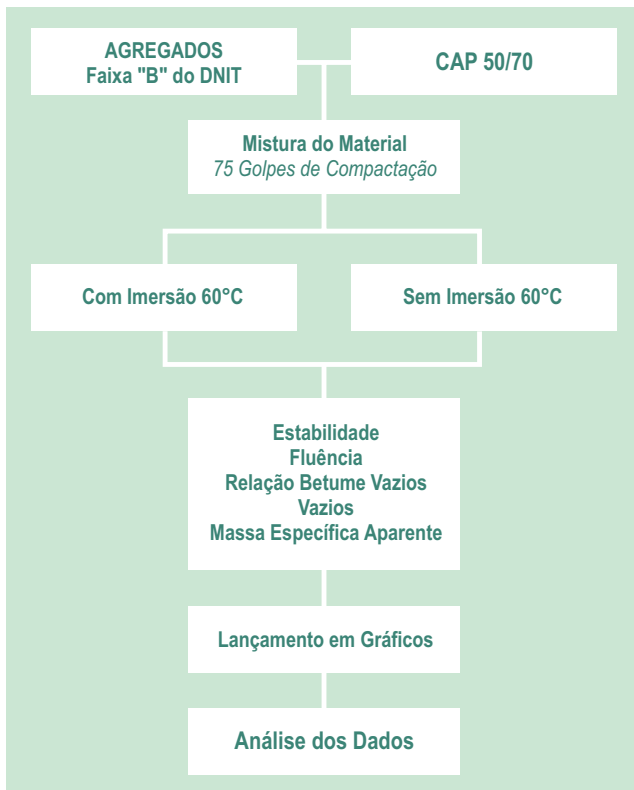 AGREGADOS
Faixa "B" do DNIT
CAP 50/70
Mistura do Material
75 Golpes de Compactação
Com Imersão 60°C
Sem Imersão 60°C
Estabilidade
Fluência
Relação Betume Vazios
Vazios
Massa Específica Aparente
Lançamento em Gráficos
Análise dos Dados